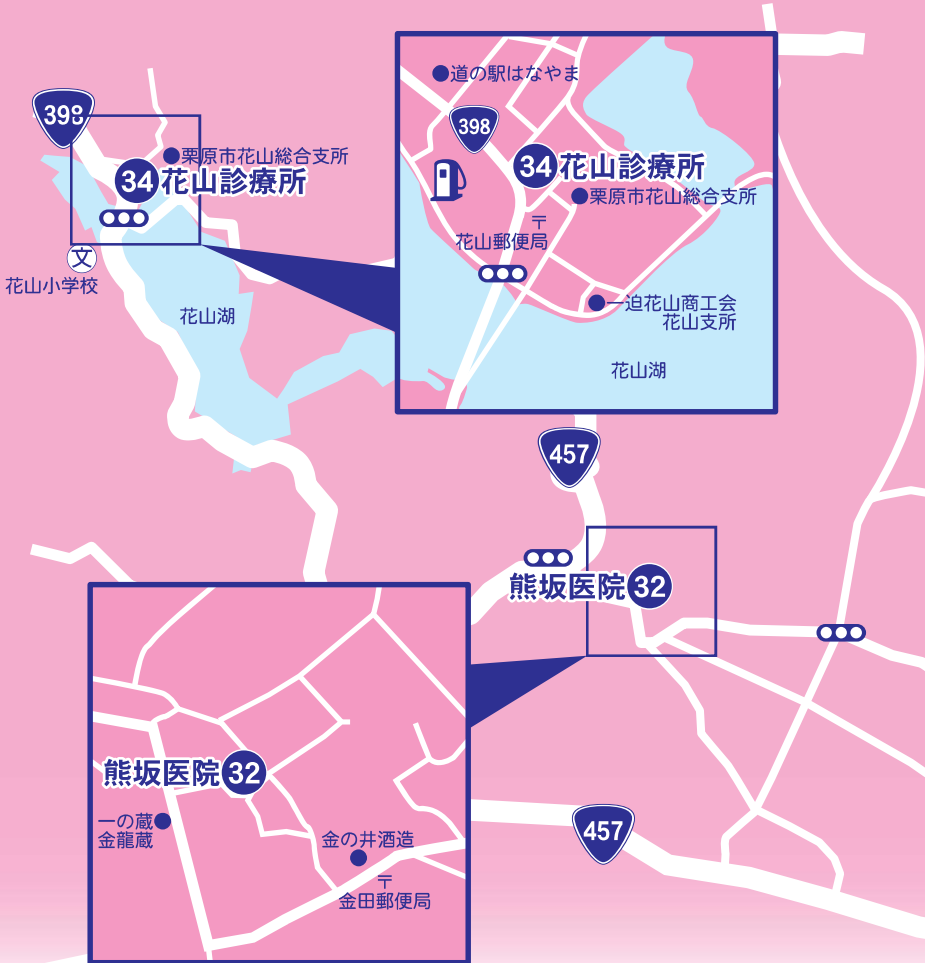 道の駅はなやま
398
34 花山診療所
栗原市花山総合支所
〒
花山郵便局
一迫花山商工会
花山支所
花山湖
398
栗原市花山総合支所
34 花山診療所
文
花山小学校
花山湖
457
熊坂医院 32
熊坂医院 32
一の蔵
金龍蔵
金の井酒造
〒
金田郵便局
457